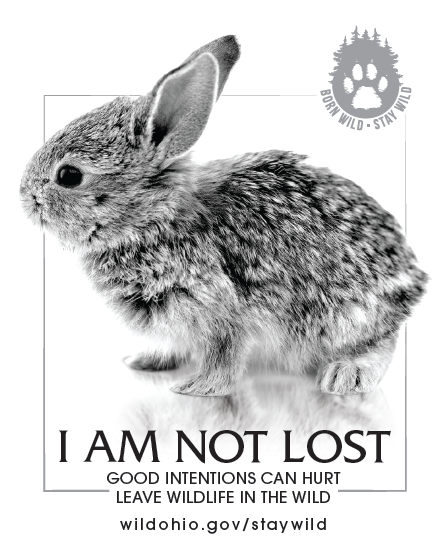 BORN WILD • STAY WILD
I AM NOT LOST
GOOD INTENTIONS CAN HURT
LEAVE WILDLIFE IN THE WILD
wildohio.gov/staywild